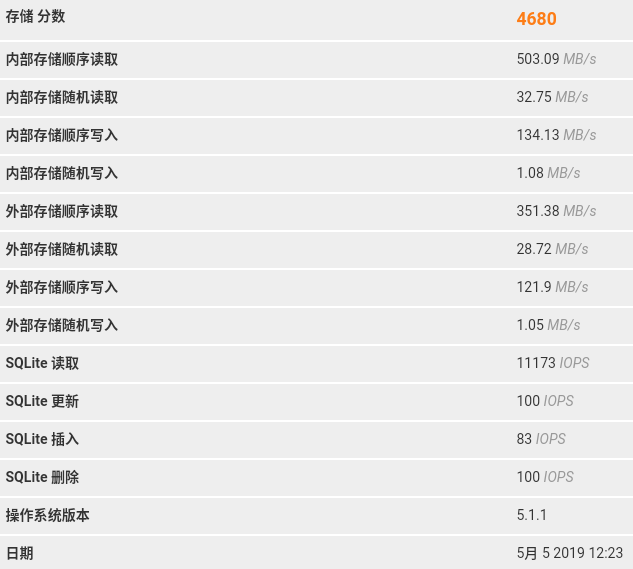 存储 分数 4680
内部存储顺序读取 503.09 MB/s
内部存储随机读取 32.75 MB/s
内部存储顺序写入 134.13 MB/s
内部存储随机写入 1.08 MB/s
外部存储顺序读取 351.38 MB/s
外部存储随机读取 28.72 MB/s
外部存储顺序写入 121.9 MB/s
外部存储随机写入 1.05 MB/s
SQLite 读取 11173 IOPS
SQLite 更新 100 IOPS
SQLite 插入 83 IOPS
SQLite 删除 100 IOPS
操作系统版本 5.1.1
日期 5月 5 2019 12:23